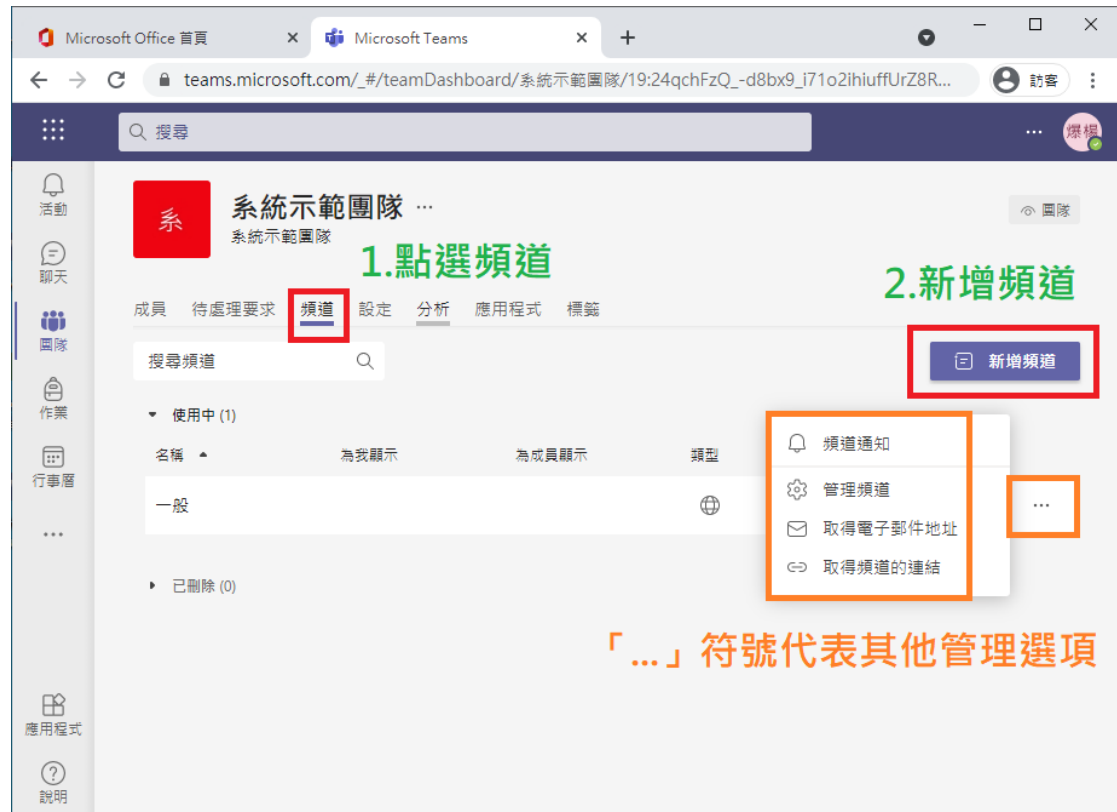 Microsoft Office 首頁
Microsoft Teams
teams.microsoft.com/_#/teamDashboard/系統示範團隊/19:24qchFzQ_-d8bx9_i71o2ihiuffUrZ8R...
訪客
搜尋
爆楊
活動
聊天
團隊
作業
行事曆
應用程式
說明
系
系統示範團隊
系統示範團隊
團隊
1.點選頻道
2.新增頻道
成員 待處理要求 頻道 設定 分析 應用程式 標籤
搜尋頻道
新增頻道
使用中 (1)
名稱 為我顯示 為成員顯示 類型
一般
頻道通知
管理頻道
取得電子郵件地址
取得頻道的連結
已刪除 (0)
「...」符號代表其他管理選項